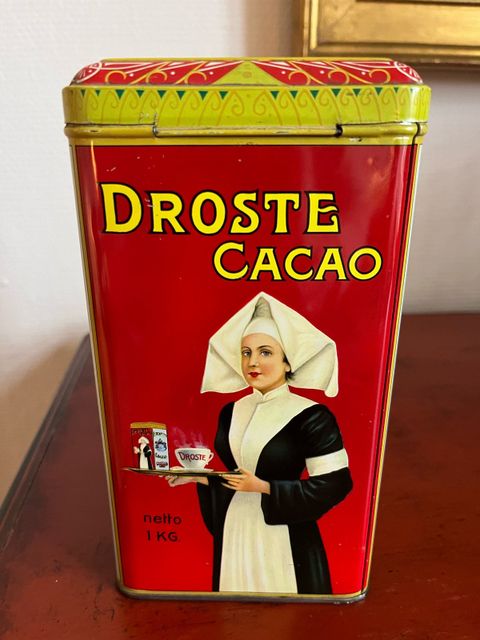 DROSTE
CACAO
DROSTE
netto
1 KG.